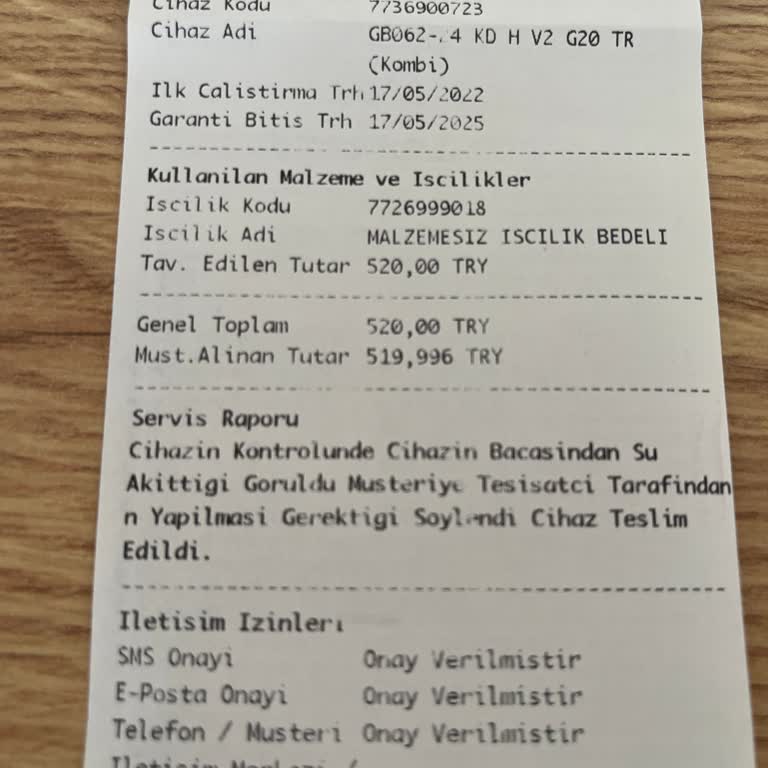 Cihaz Kodu 7736900723
Cihaz Adi GB062- 4 KD H V2 G20 TR
(Kombi)
Ilk Calistirma Trh 17/05/2022
Garanti Bitis Trh 17/05/2025
Kullanilan Malzeme ve Iscilikler
Iscilik Kodu 7726999018
Iscilik Adi MALZEMESIZ ISCILIK BEDELI
Tav. Edilen Tutar 520,00 TRY
Genel Toplam 520,00 TRY
Must.Alinan Tutar 519,996 TRY
Servis Raporu
Cihazin Kontrolunde Cihazin Bacasindan Su
Akittigi Goruldu Musteriye Tesisatci Tarafindan
n Yapilmasi Gerektigi Soylendi Cihaz Teslim
Edildi.
Iletisim Izinleri
SMS Onayi Onay Verilmistir
E-Posta Onayi Onay Verilmistir
Telefon / Musteri Onay Verilmistir